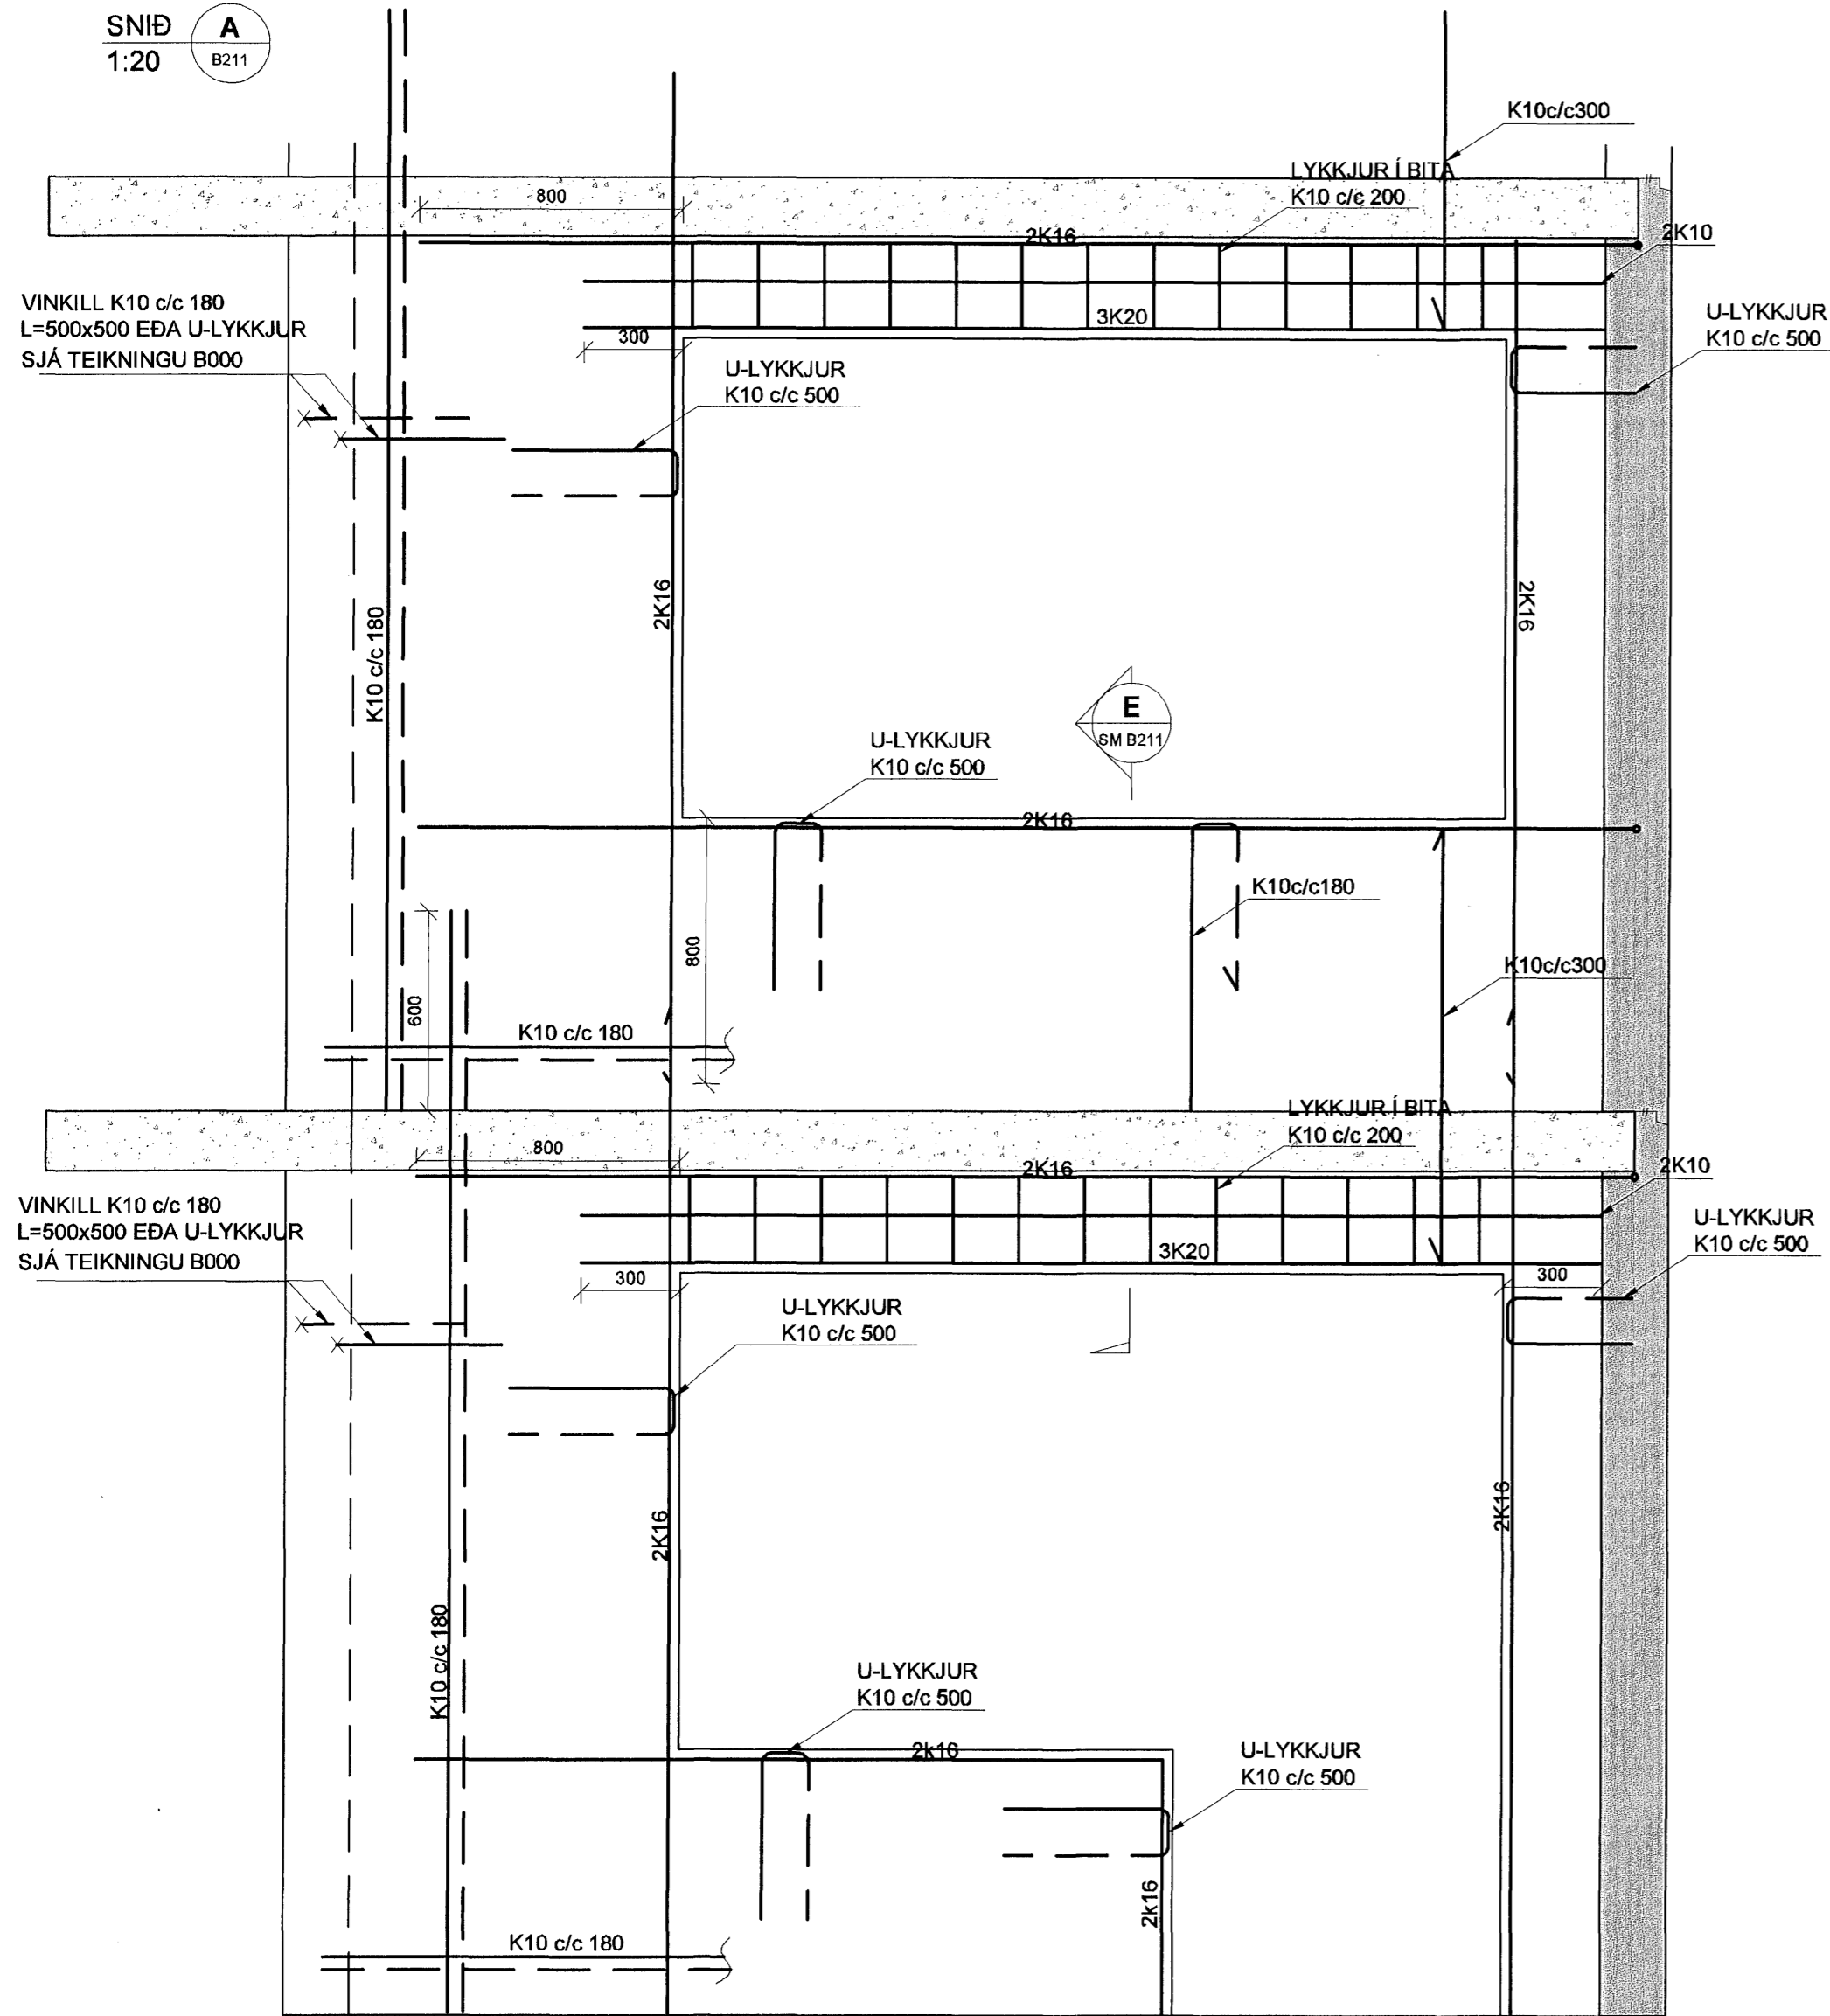 SNIÐ
1:20
A
B211
K10c/c300
LYKKJUR Í BITA
K10 c/c 200
800
2K16
2K10
VINKILL K10 c/c 180
L=500x500 EÐA U-LYKKJUR
SJÁ TEIKNINGU B000
3K20
300
U-LYKKJUR
K10 c/c 500
U-LYKKJUR
K10 c/c 500
2K16
2K16
K10 c/c 180
E
SM B211
U-LYKKJUR
K10 c/c 500
2K16
K10c/c180
800
K10c/c300
600
K10 c/c 180
LYKKJUR Í BITA
K10 c/c 200
800
2K16
2K10
VINKILL K10 c/c 180
L=500x500 EÐA U-LYKKJUR
SJÁ TEIKNINGU B000
U-LYKKJUR
K10 c/c 500
3K20
300
300
U-LYKKJUR
K10 c/c 500
2K16
2K16
K10 c/c 180
U-LYKKJUR
K10 c/c 500
2k16
U-LYKKJUR
K10 c/c 500
2k16
K10 c/c 180